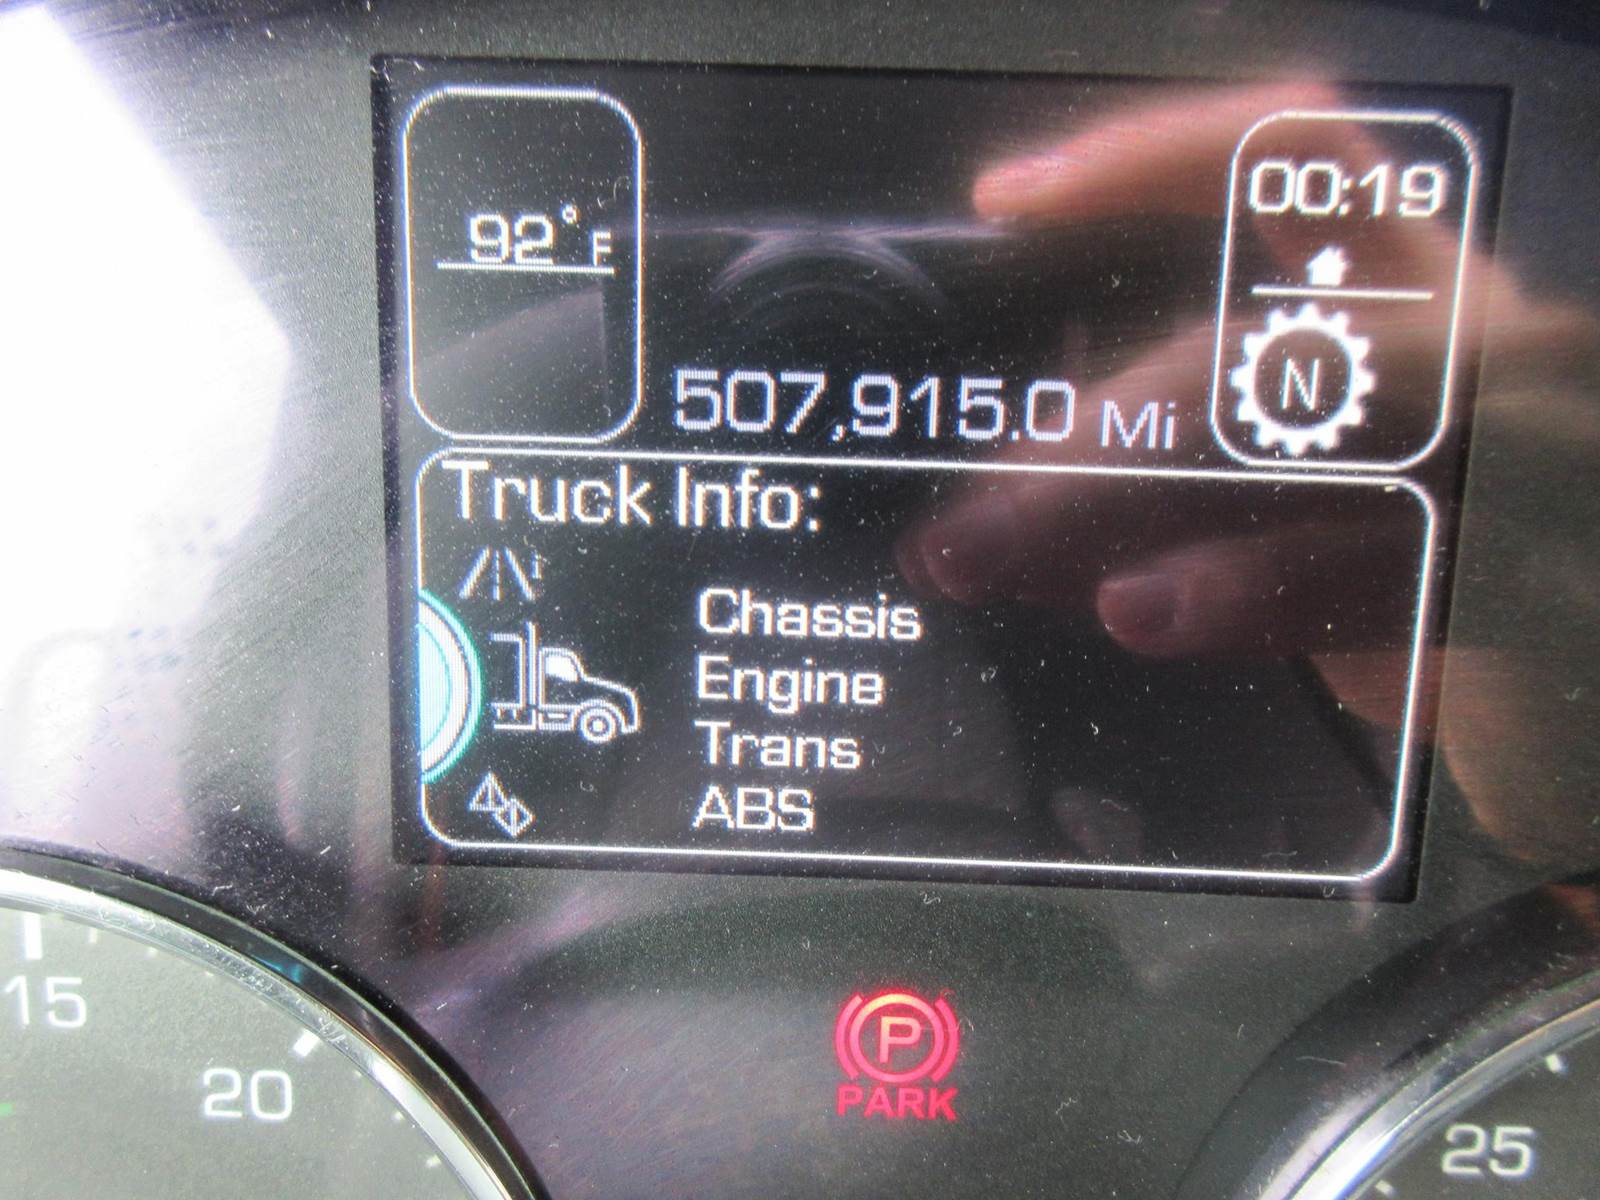 92° F
00:19
N
507,915.0 Mi
Truck Info:
Chassis
Engine
Trans
ABS
P
PARK
15
20
25